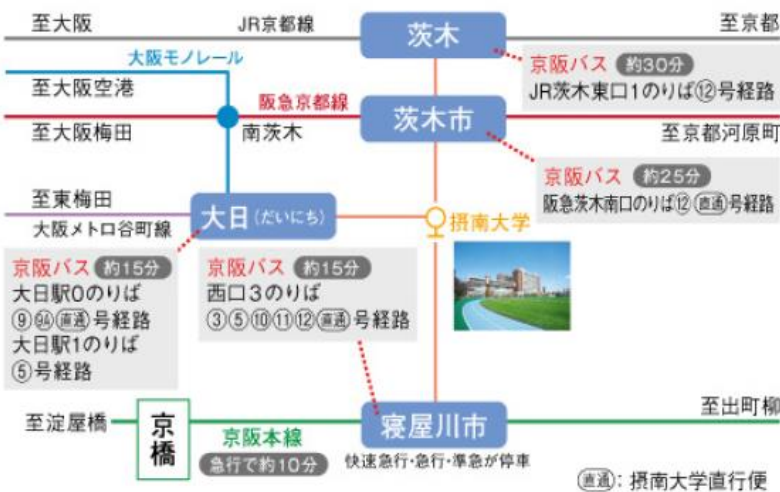 至大阪
JR京都線
茨木
至京都
大阪モノレール
京阪バス 約30分
JR茨木東口1のりば⑫号経路
至大阪空港
阪急京都線
茨木市
至大阪梅田
南茨木
至京都河原町
京阪バス 約25分
阪急茨木南口のりば⑫直通号経路
至東梅田
大日(だいにち)
摂南大学
大阪メトロ谷町線
京阪バス 約15分
大日駅0のりば
⑨9A直通号経路
大日駅1のりば
⑤号経路
京阪バス 約15分
西口3のりば
③⑤⑩⑪⑫直通号経路
至淀屋橋
京橋
京阪本線
急行で約10分
寝屋川市
快速急行・急行・準急が停車
至出町柳
直通:摂南大学直行便